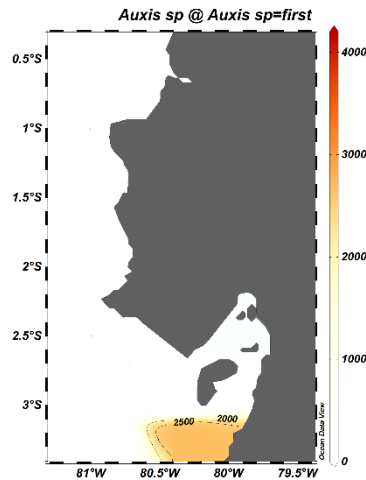 Auxis sp @ Auxis sp=first
0.5°S
1°S
1.5°S
2°S
2.5°S
3°S
81°W
80.5°W
80°W
79.5°W
2500
2000
Ocean Data View
4000
3000
2000
1000
0